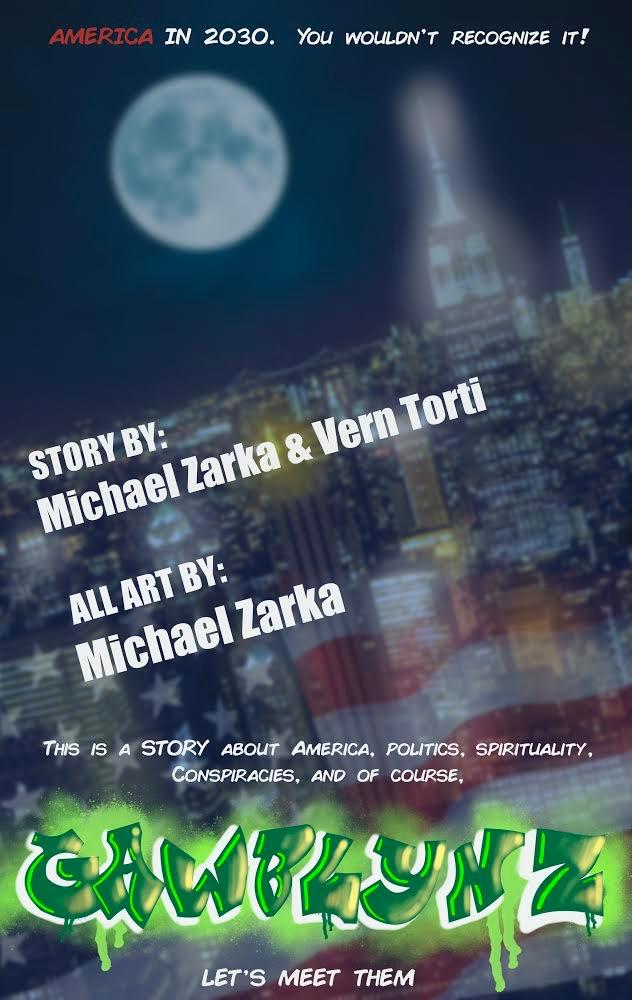 AMERICA IN 2030. YOU WOULDN'T RECOGNIZE IT!
STORY BY:
Michael Zarka & Vern Torti
ALL ART BY:
Michael Zarka
THIS IS A STORY ABOUT AMERICA, POLITICS, SPIRITUALITY,
CONSPIRACIES, AND OF COURSE,
GAWBLYNZ
LET'S MEET THEM